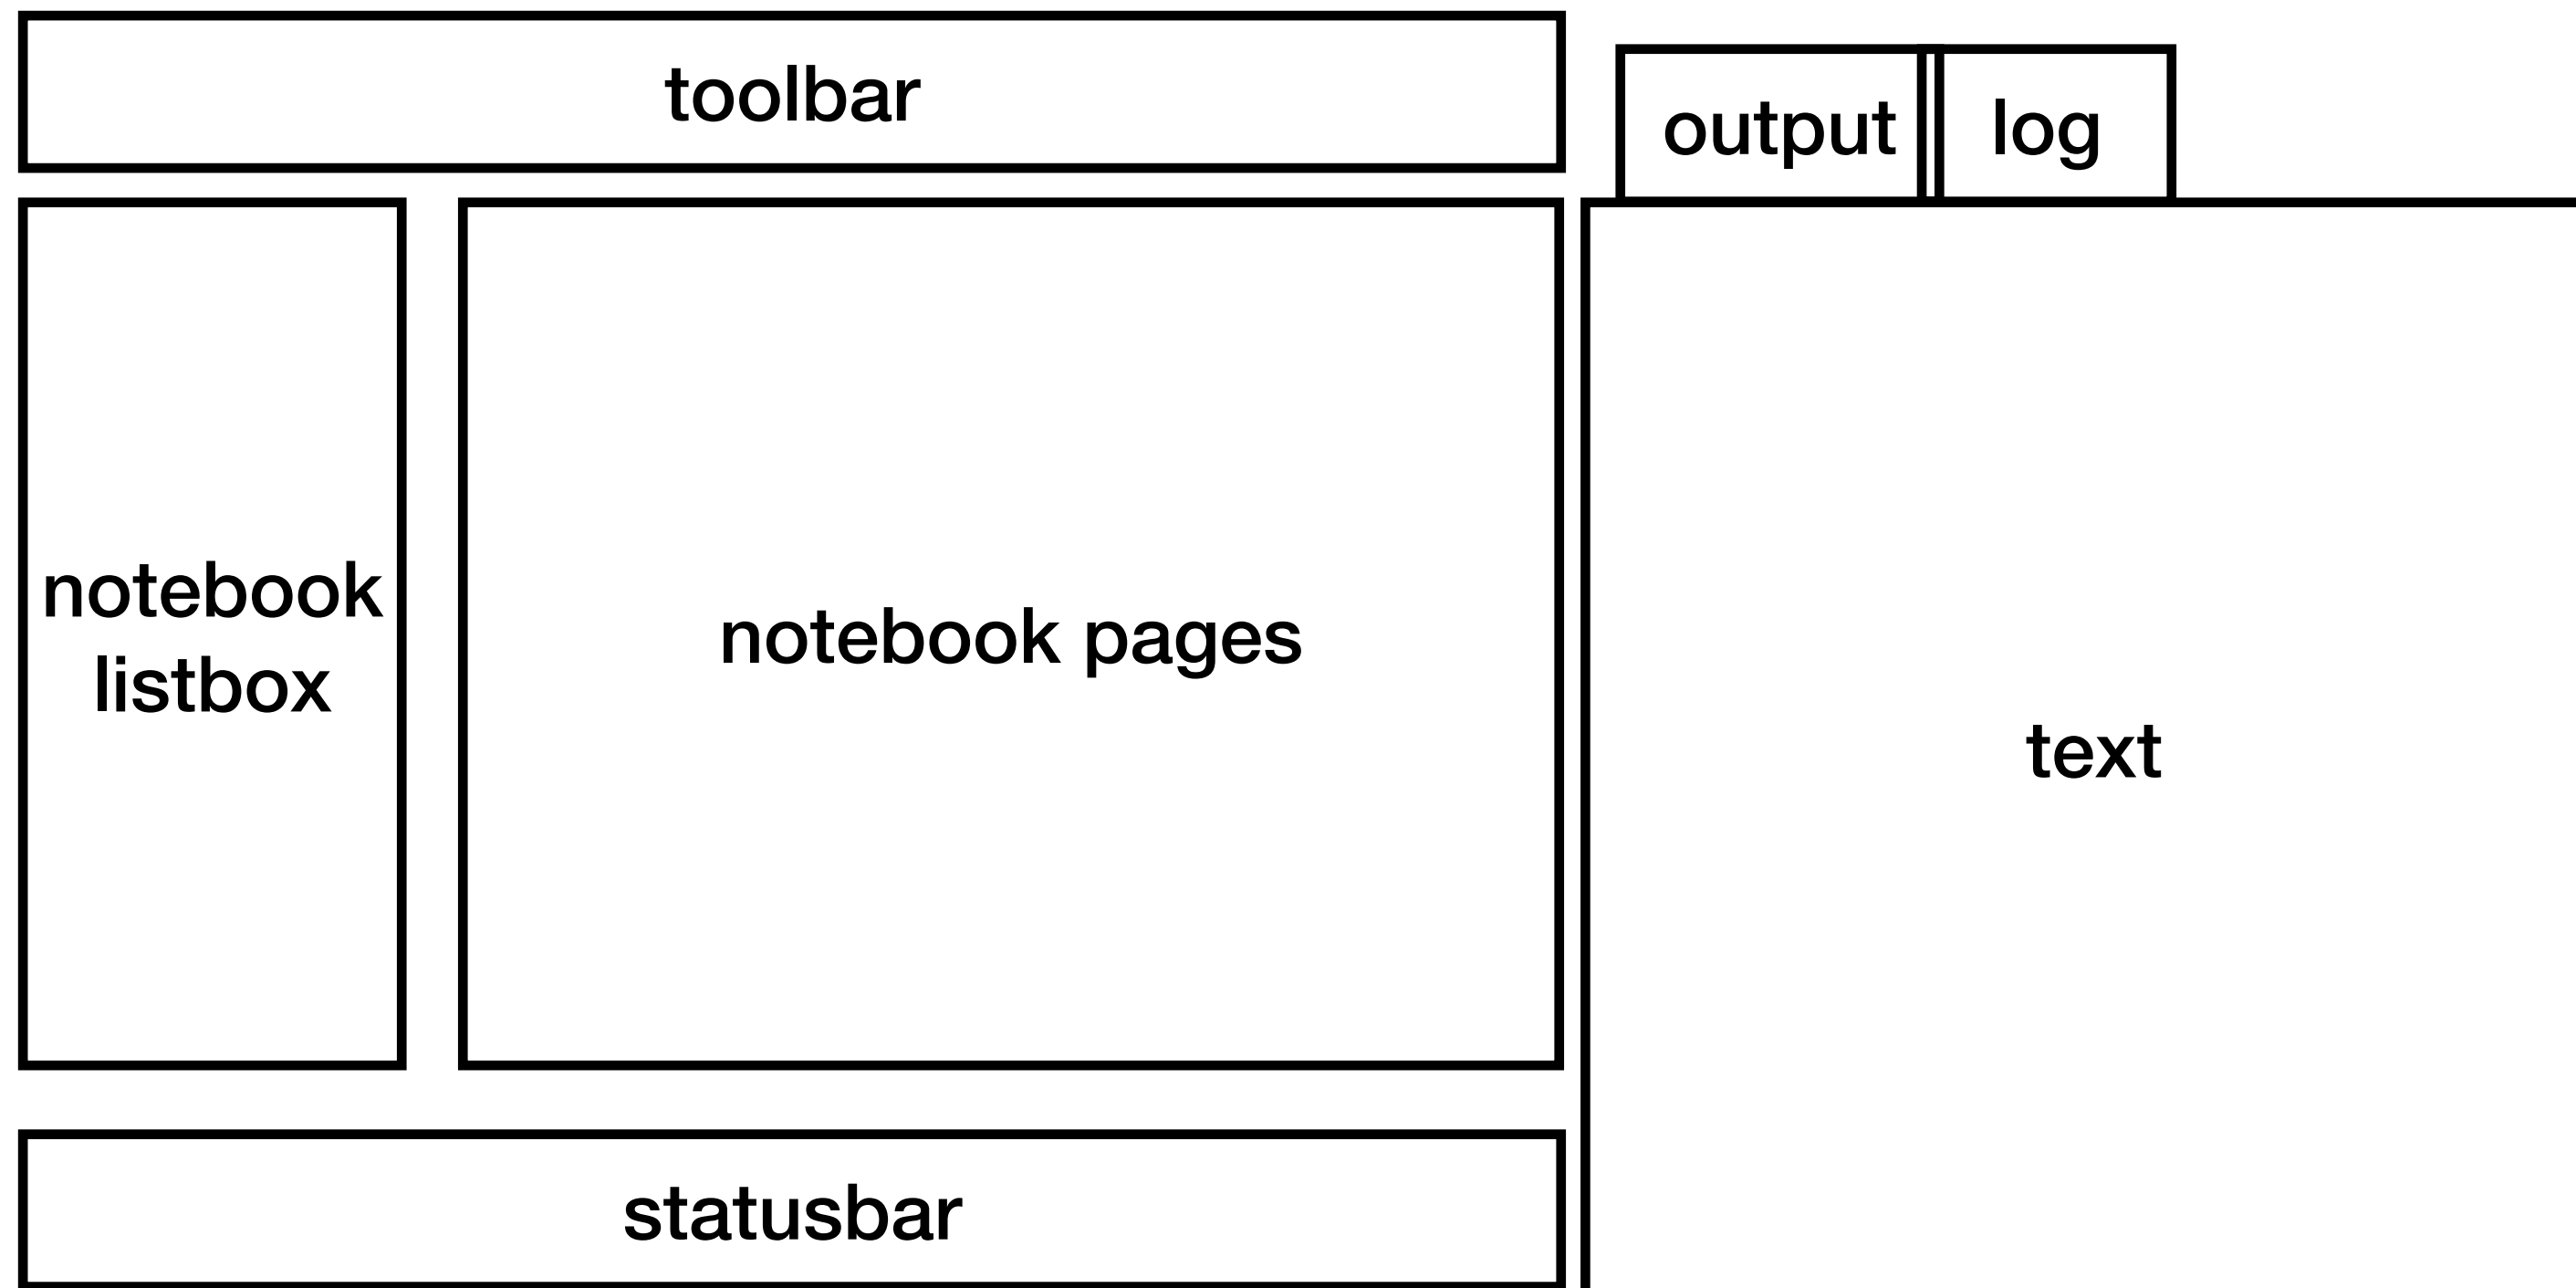 toolbar
output
log
notebook
listbox
notebook pages
text
statusbar